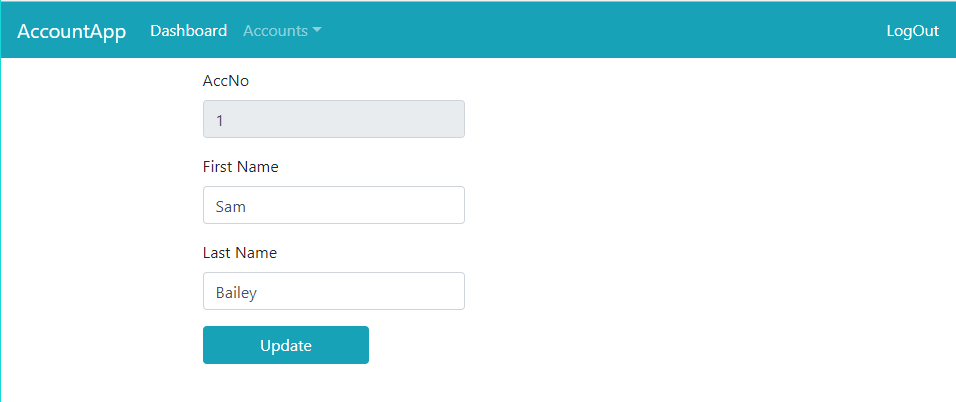 AccountApp Dashboard Accounts LogOut
AccNo
1
First Name
Sam
Last Name
Bailey
Update